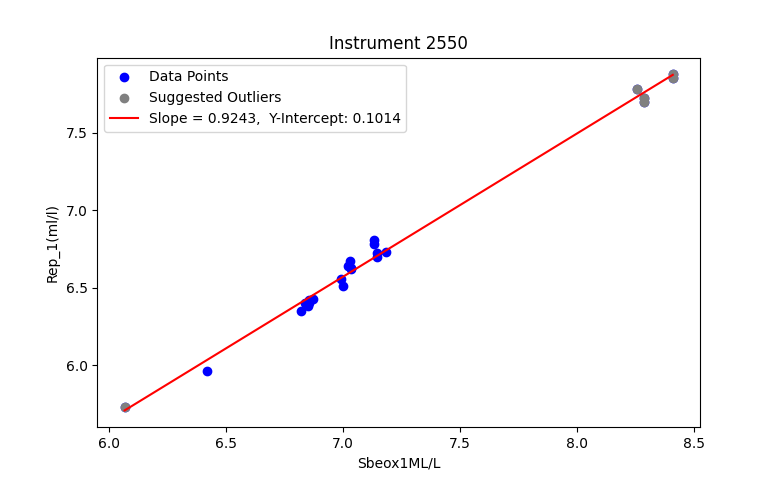 Instrument 2550
Data Points
Suggested Outliers
Slope = 0.9243,  Y-Intercept: 0.1014
Rep_1(ml/l)
7.5
7.0
6.5
6.0
6.0
6.5
7.0
7.5
8.0
8.5
Sbeox1ML/L